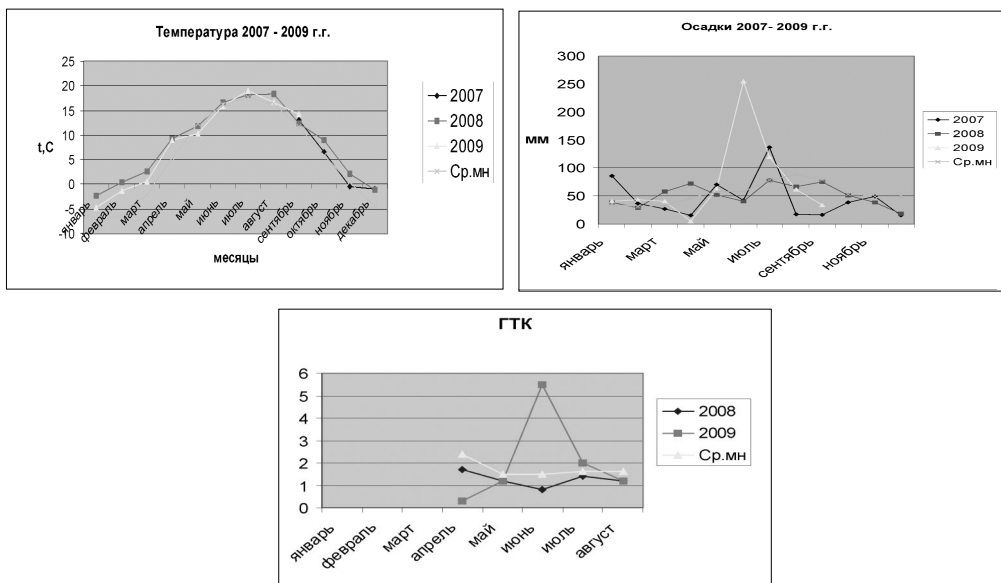 Температура 2007 - 2009 г.г.
25
20
15
10
5
0
-5
-10
t,C
январь
февраль
март
апрель
май
июнь
июль
август
сентябрь
октябрь
ноябрь
декабрь
месяцы
2007
2008
2009
Ср.мн
Осадки 2007- 2009 г.г.
300
250
200
150
100
50
0
мм
январь
март
май
июль
сентябрь
ноябрь
2007
2008
2009
Ср.мн
ГТК
6
5
4
3
2
1
0
январь
февраль
март
апрель
май
июнь
июль
август
2008
2009
Ср.мн